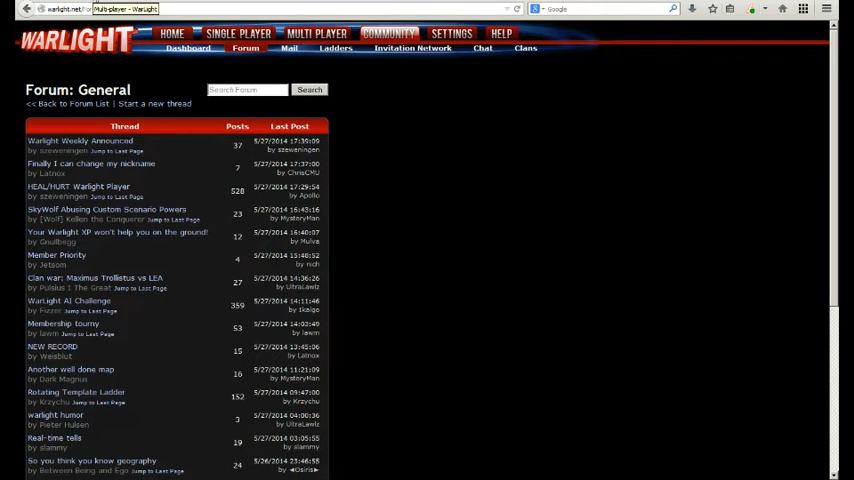 warlight.net/Fo
Multi-player - WarLight
Google
WARLIGHT
HOME SINGLE PLAYER MULTI PLAYER COMMUNITY SETTINGS HELP
Dashboard Forum Mail Ladders Invitation Network Chat Clans
Forum: General
Search Forum Search
<< Back to Forum List | Start a new thread
Thread Posts Last Post
Warlight Weekly Announced 37 5/27/2014 17:39:09
by szeweningen Jump to Last Page by szeweningen
Finally I can change my nickname 7 5/27/2014 17:37:00
by Latnox by ChrisCMU
HEAL/HURT Warlight Player 528 5/27/2014 17:29:54
by szeweningen Jump to Last Page by Apollo
SkyWolf Abusing Custom Scenario Powers 23 5/27/2014 16:43:16
by [Wolf] Kellen the Conquerer Jump to Last Page by MysteryMan
Your Warlight XP won't help you on the ground! 12 5/27/2014 16:40:07
by Gnullbegg by Mulva
Member Priority 4 5/27/2014 15:48:52
by Jetsom by nich
Clan war: Maximus Trollistus vs LEA 27 5/27/2014 14:36:26
by Pulsius I The Great Jump to Last Page by UltraLawlz
WarLight AI Challenge 359 5/27/2014 14:11:46
by Fizzer Jump to Last Page by Ikalgo
Membership tourny 53 5/27/2014 14:03:49
by lawm Jump to Last Page by lawm
NEW RECORD 15 5/27/2014 13:45:06
by Weisblut by Latnox
Another well done map 16 5/27/2014 11:21:09
by Dark Magnus by MysteryMan
Rotating Template Ladder 152 5/27/2014 09:47:00
by Krzychu Jump to Last Page by Krzychu
warlight humor 3 5/27/2014 04:00:36
by Pieter Hulsen by UltraLawlz
Real-time tells 19 5/27/2014 03:05:55
by slammy by slammy
So you think you know geography 24 5/26/2014 23:46:55
by Between Being and Ego Jump to Last Page by ◄Osiris►